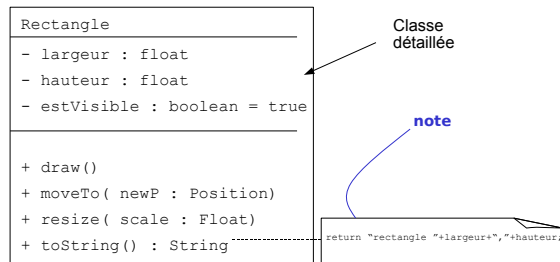 Rectangle
- largeur : float
- hauteur : float
- estVisible : boolean = true
+ draw()
+ moveTo( newP : Position)
+ resize( scale : Float)
+ toString() : String
Classe
détaillée
note
return “rectangle ”+largeur+“,”+hauteur;